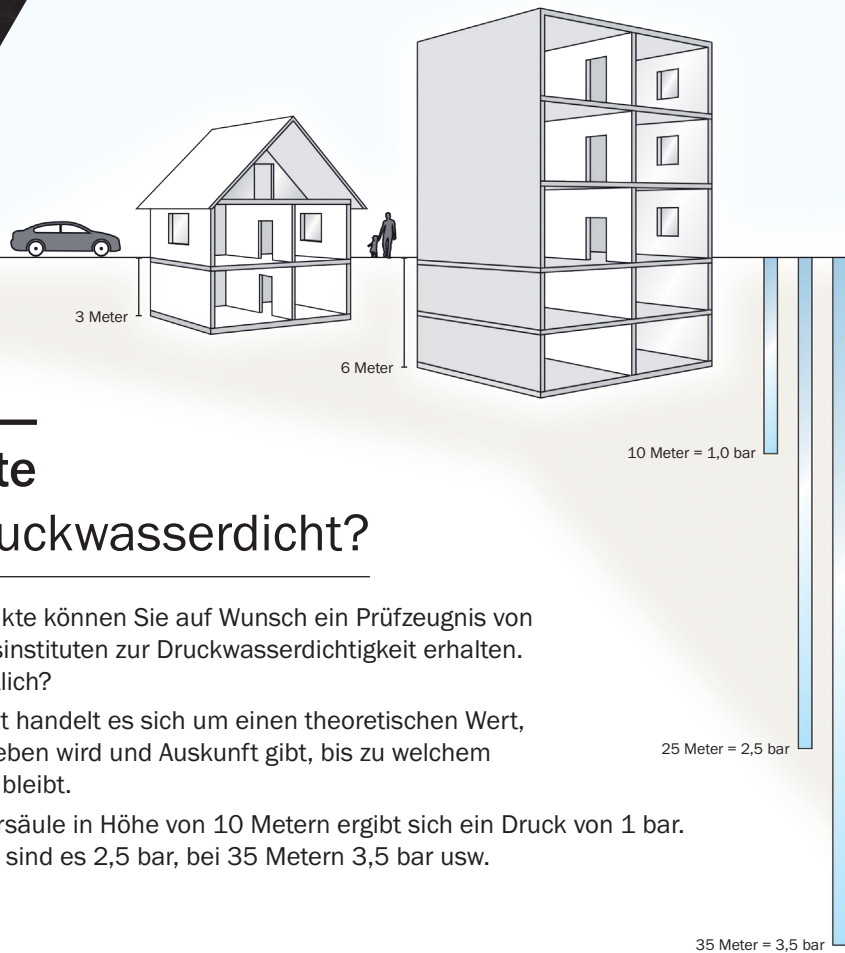 3 Meter
6 Meter
10 Meter = 1,0 bar
te
uckwasserdicht?
kte können Sie auf Wunsch ein Prüfzeugnis von
sinstituten zur Druckwasserdichtigkeit erhalten.
lich?
t handelt es sich um einen theoretischen Wert,
eben wird und Auskunft gibt, bis zu welchem
bleibt.
25 Meter = 2,5 bar
rsäule in Höhe von 10 Metern ergibt sich ein Druck von 1 bar.
sind es 2,5 bar, bei 35 Metern 3,5 bar usw.
35 Meter = 3,5 bar